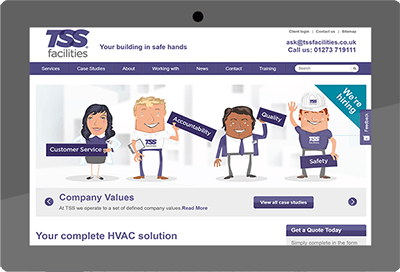 TSS
facilities
Your building in safe hands
Client login | Contact us | Sitemap
ask@tssfacilities.co.uk
Call us: 01273 719111
Services Case Studies About Working with News Contact Training
We're
hiring
Customer Service
Accountability
Quality
TSS
Safety
Feedback
Company Values
At TSS we operate to a set of defined company values.Read More
View all case studies
Your complete HVAC solution
Get a Quote Today
Simply complete in the form